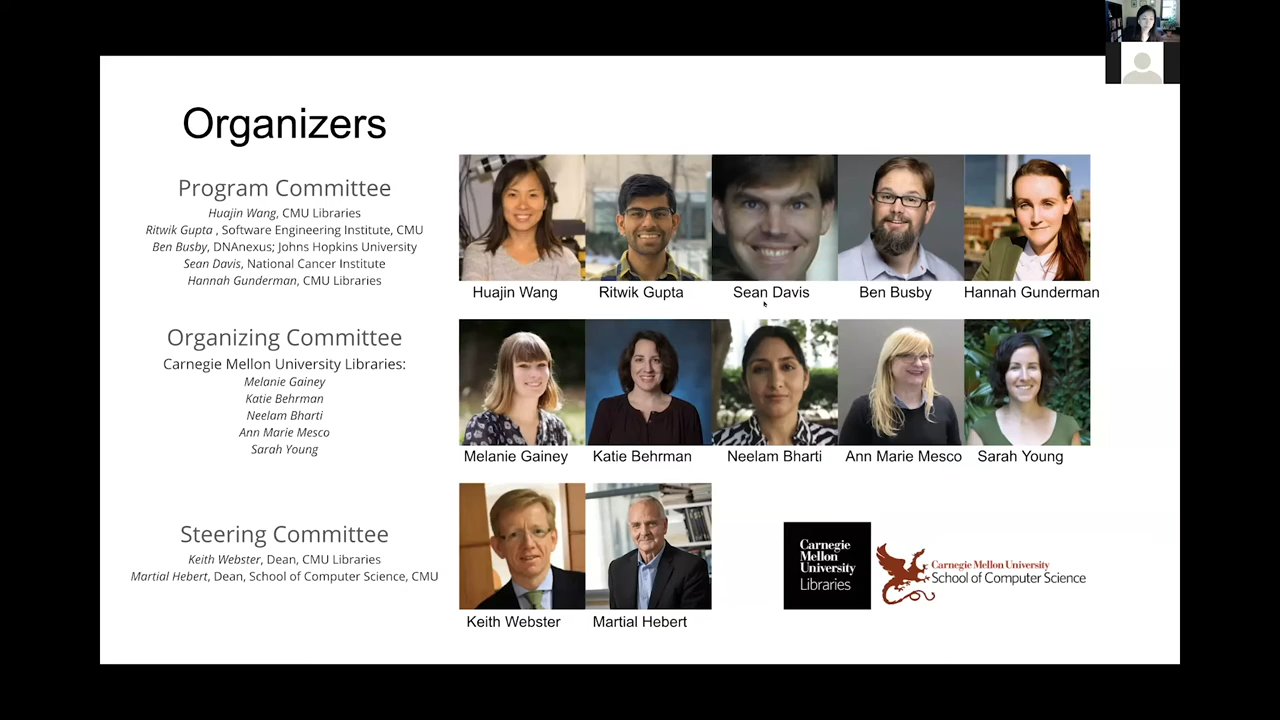 Organizers
Program Committee
Huajin Wang, CMU Libraries
Ritwik Gupta , Software Engineering Institute, CMU
Ben Busby, DNAnexus; Johns Hopkins University
Sean Davis, National Cancer Institute
Hannah Gunderman, CMU Libraries
Huajin Wang
Ritwik Gupta
Sean Davis
Ben Busby
Hannah Gunderman
Organizing Committee
Carnegie Mellon University Libraries:
Melanie Gainey
Katie Behrman
Neelam Bharti
Ann Marie Mesco
Sarah Young
Melanie Gainey
Katie Behrman
Neelam Bharti
Ann Marie Mesco
Sarah Young
Steering Committee
Keith Webster, Dean, CMU Libraries
Martial Hebert, Dean, School of Computer Science, CMU
Keith Webster
Martial Hebert
Carnegie
Mellon
University
Libraries
Carnegie Mellon University
School of Computer Science